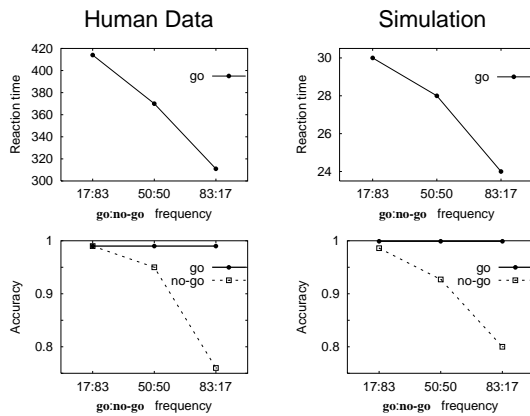 Human Data
Simulation
Reaction time
420
400
380
360
340
320
300
go
17:83 50:50 83:17
go:no-go frequency
Reaction time
30
28
26
24
go
17:83 50:50 83:17
go:no-go frequency
Accuracy
1
0.9
0.8
go
no-go
17:83 50:50 83:17
go:no-go frequency
Accuracy
1
0.9
0.8
go
no-go
17:83 50:50 83:17
go:no-go frequency